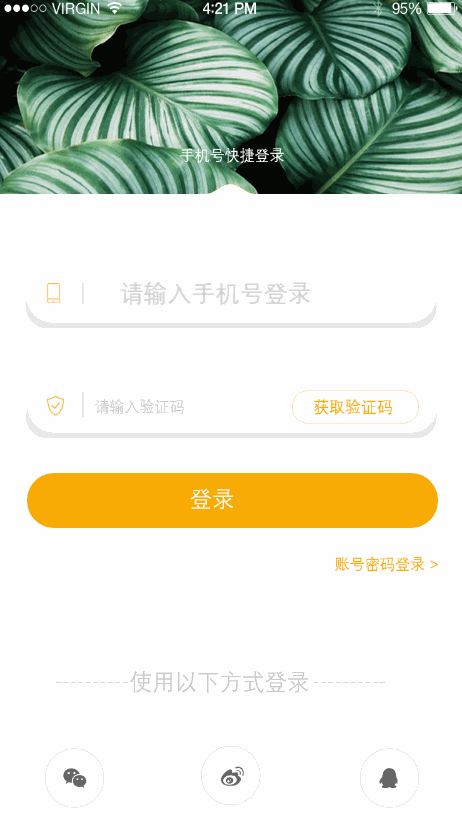 VIRGIN 4:21 PM 95%
手机号快捷登录
请输入手机号登录
请输入验证码 获取验证码
登录
账号密码登录 >
使用以下方式登录